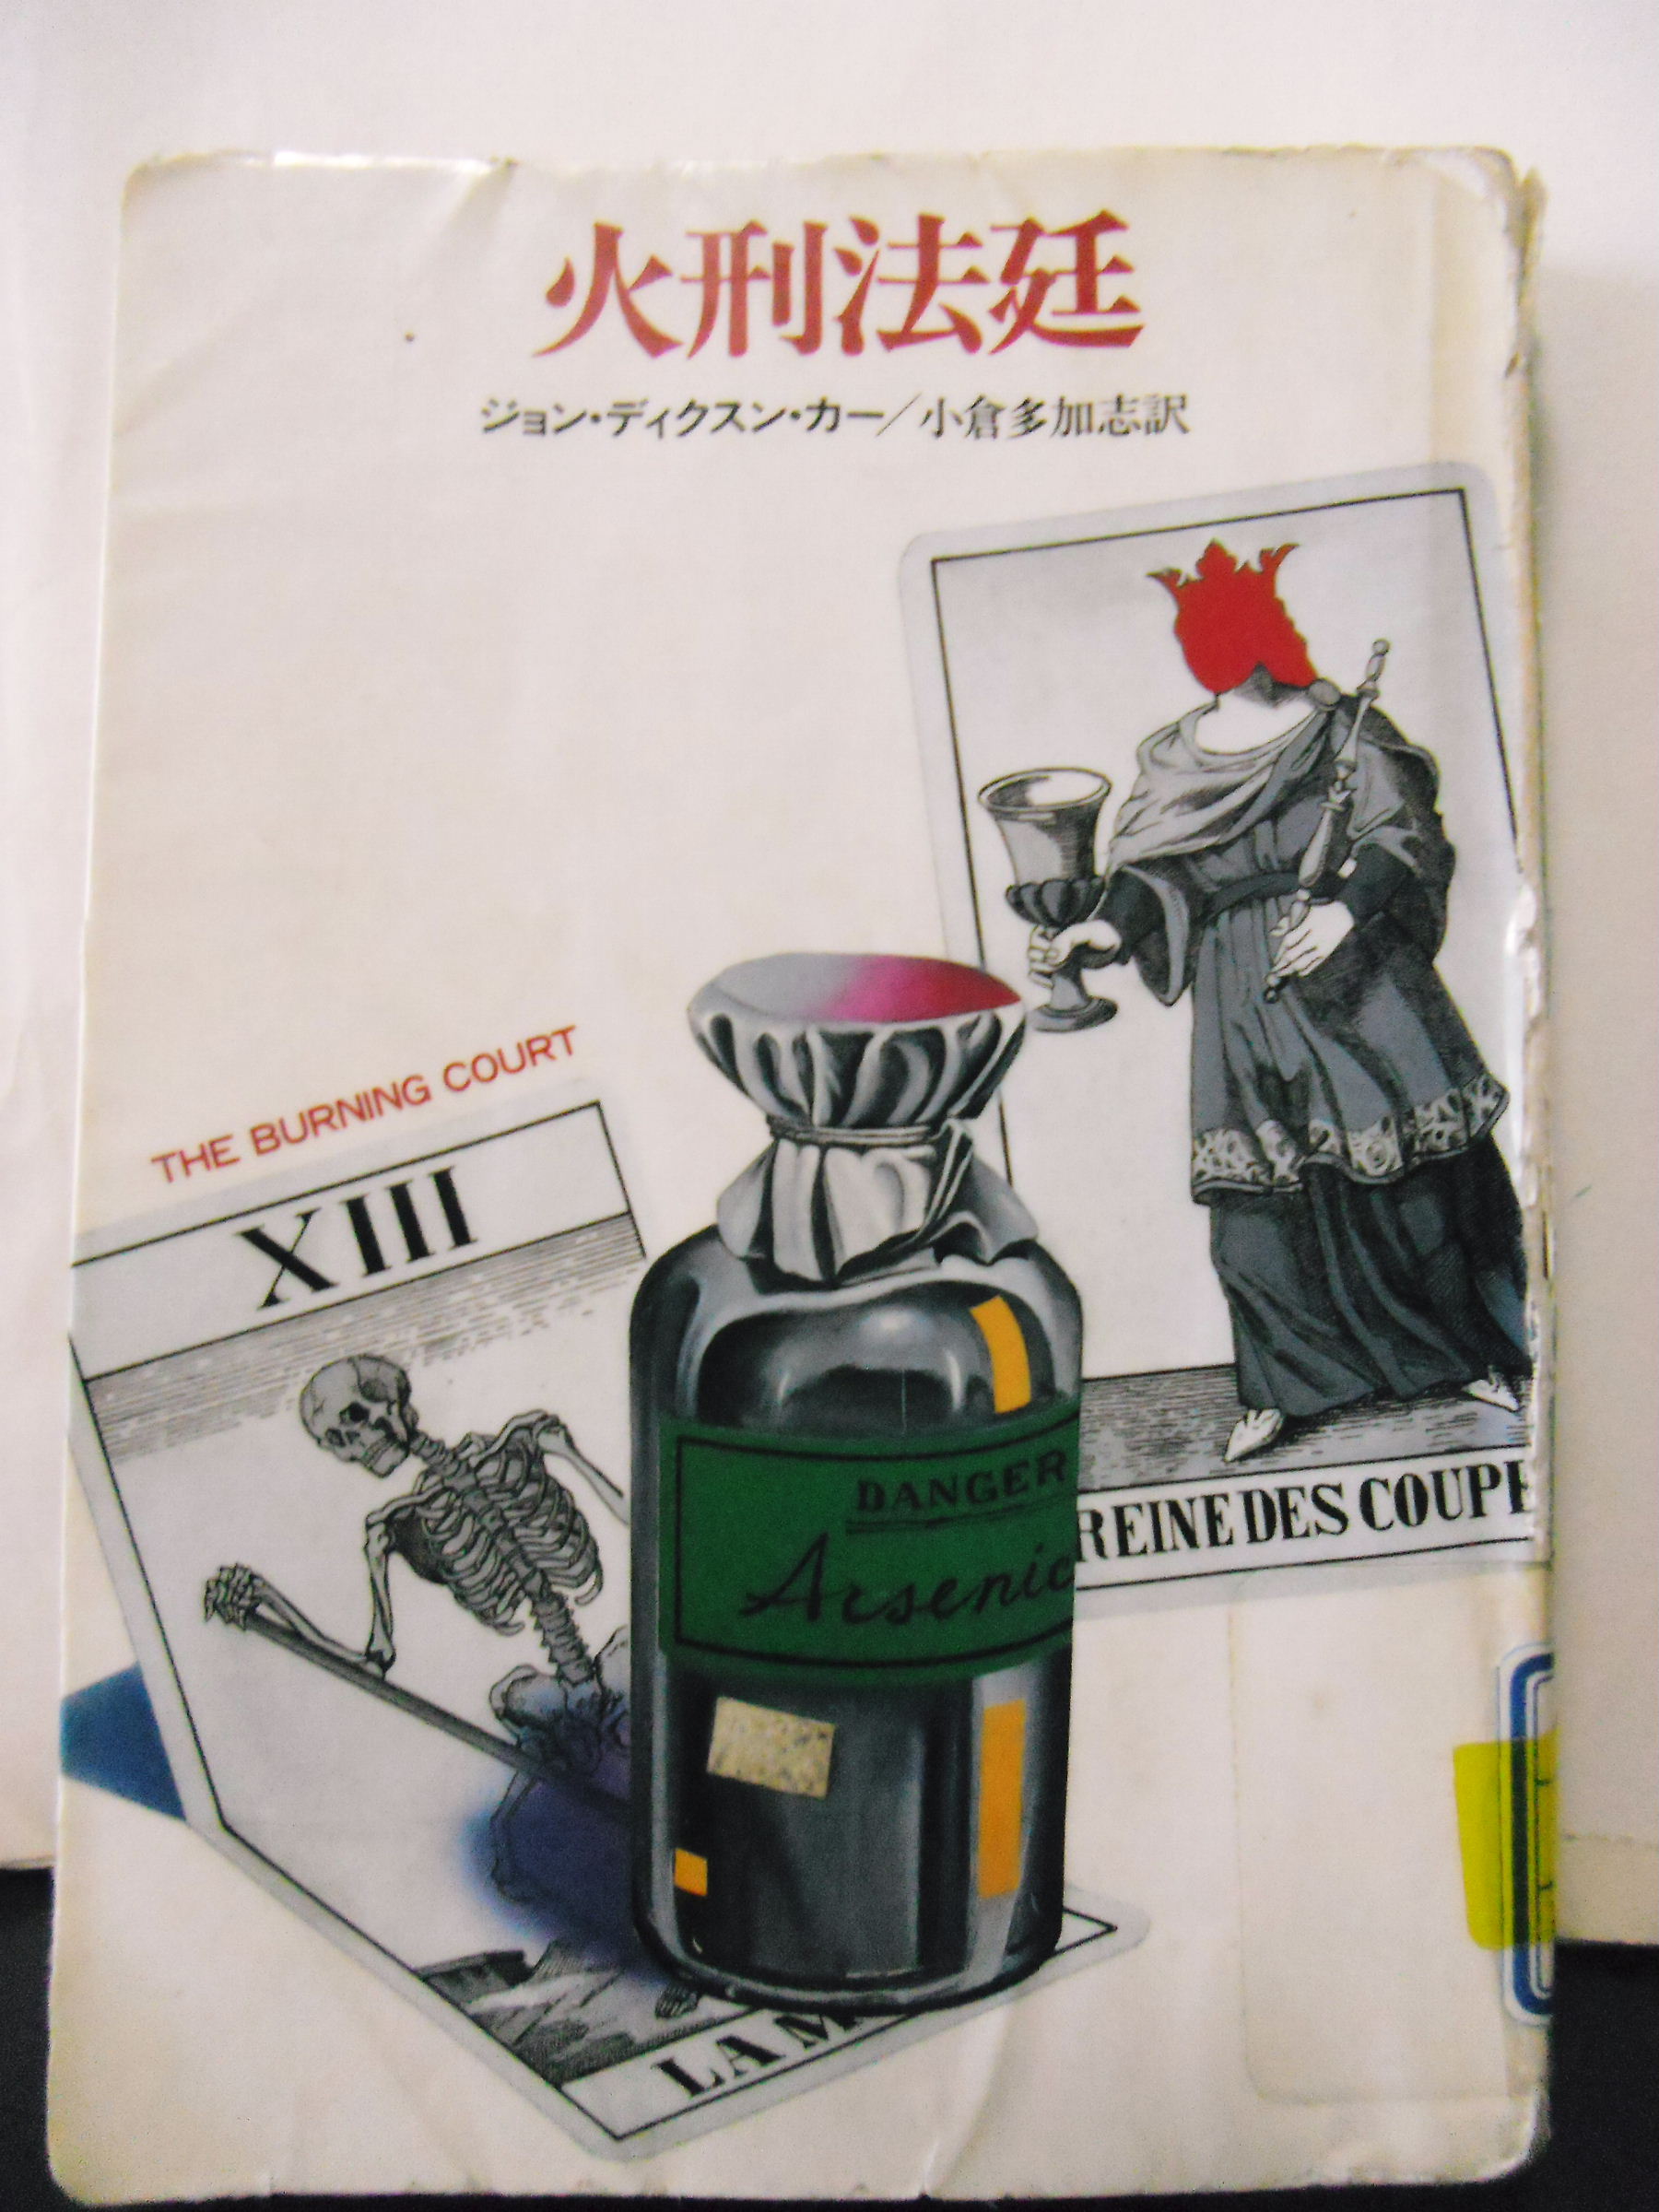 火刑法廷
ジョン・ディクスン・カー/小倉多加志訳
THE BURNING COURT
XIII
DANGER
Arsenic
REINE DES COUPE
LA M